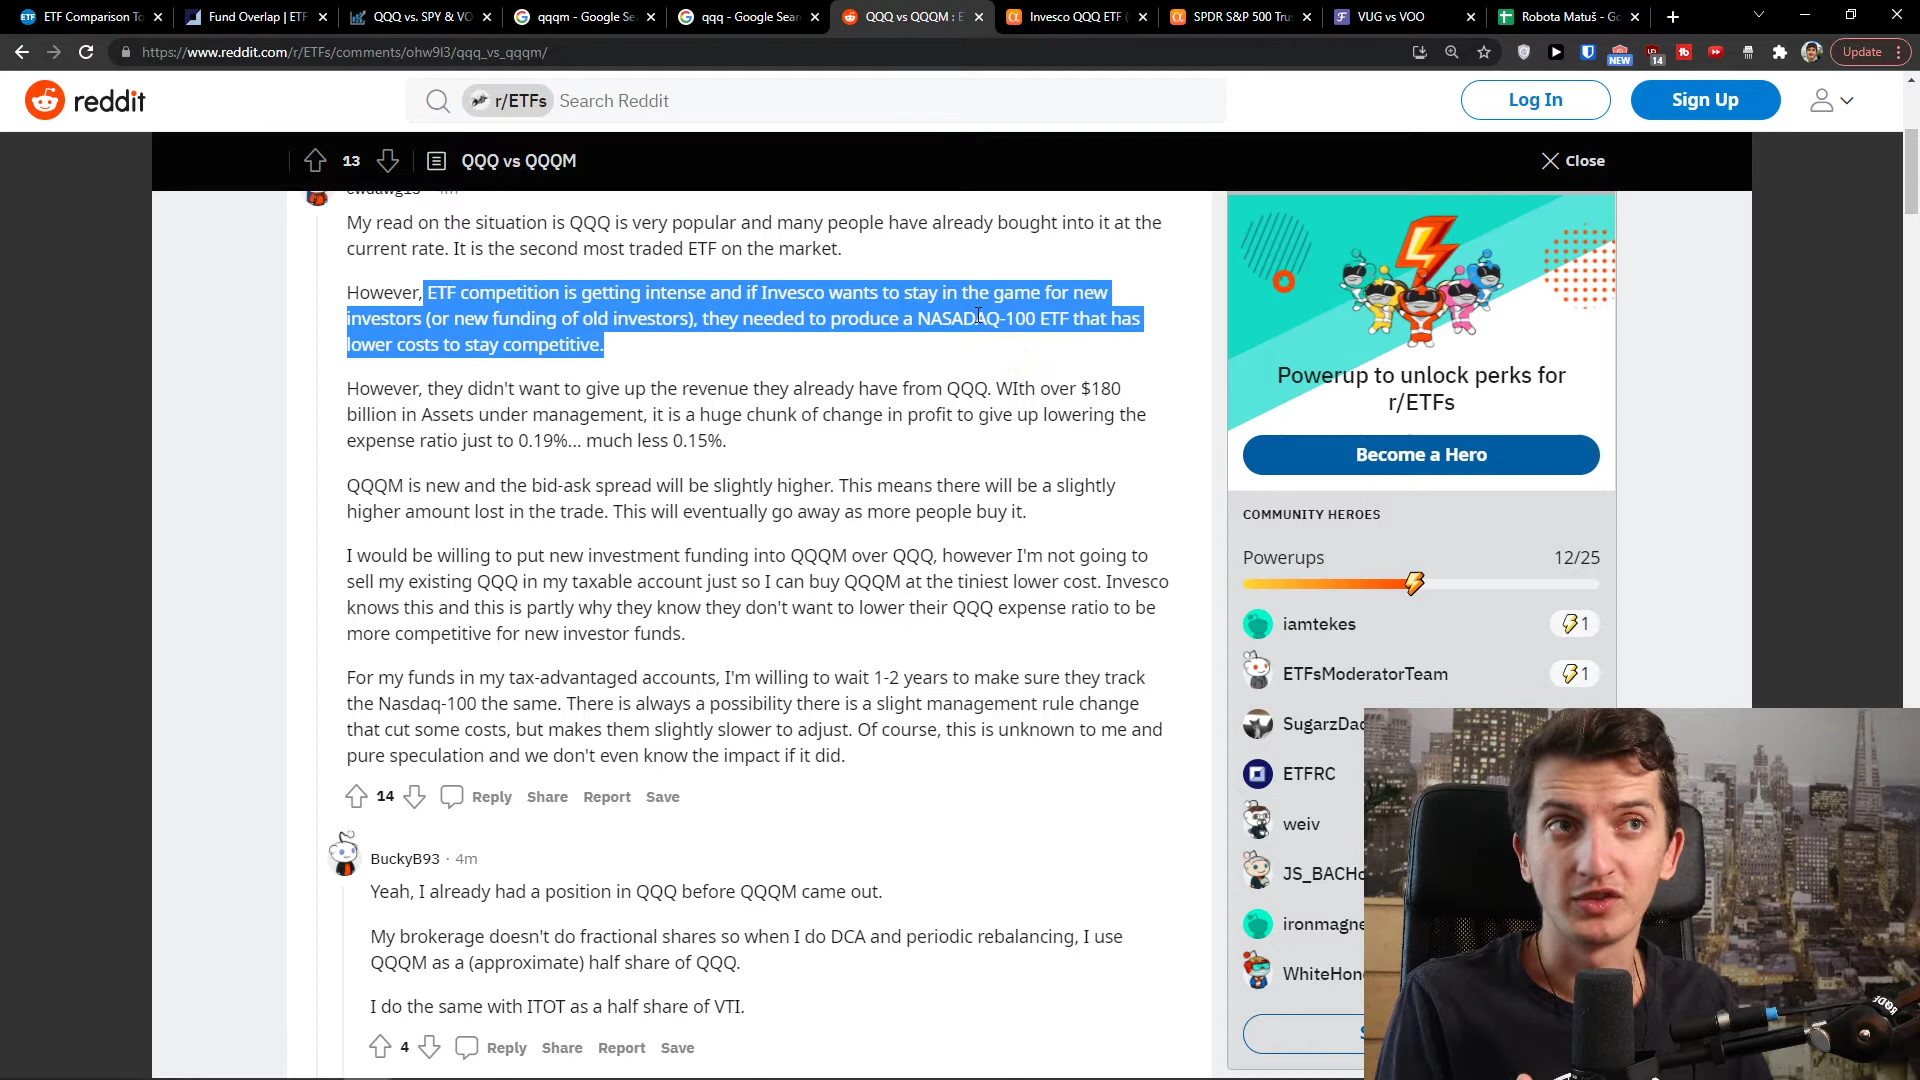 ETF Comparison To
Fund Overlap | ETF
QQQ vs. SPY & VO
qqqm - Google Se
qqq - Google Sear
QQQ vs QQQM : E
Invesco QQQ ETF (
SPDR S&P 500 Tru
VUG vs VOO
Robota Matuš - Go
https://www.reddit.com/r/ETFs/comments/ohw9l3/qqq_vs_qqqm/
NEW
14
Update
reddit
r/ETFs
Search Reddit
Log In
Sign Up
13
QQQ vs QQQM
Close
My read on the situation is QQQ is very popular and many people have already bought into it at the
current rate. It is the second most traded ETF on the market.
However, ETF competition is getting intense and if Invesco wants to stay in the game for new
investors (or new funding of old investors), they needed to produce a NASADAQ-100 ETF that has
lower costs to stay competitive.
However, they didn't want to give up the revenue they already have from QQQ. WIth over $180
billion in Assets under management, it is a huge chunk of change in profit to give up lowering the
expense ratio just to 0.19%... much less 0.15%.
QQQM is new and the bid-ask spread will be slightly higher. This means there will be a slightly
higher amount lost in the trade. This will eventually go away as more people buy it.
I would be willing to put new investment funding into QQQM over QQQ, however I'm not going to
sell my existing QQQ in my taxable account just so I can buy QQQM at the tiniest lower cost. Invesco
knows this and this is partly why they know they don't want to lower their QQQ expense ratio to be
more competitive for new investor funds.
For my funds in my tax-advantaged accounts, I'm willing to wait 1-2 years to make sure they track
the Nasdaq-100 the same. There is always a possibility there is a slight management rule change
that cut some costs, but makes them slightly slower to adjust. Of course, this is unknown to me and
pure speculation and we don't even know the impact if it did.
14
Reply
Share
Report
Save
BuckyB93 · 4m
Yeah, I already had a position in QQQ before QQQM came out.
My brokerage doesn't do fractional shares so when I do DCA and periodic rebalancing, I use
QQQM as a (approximate) half share of QQQ.
I do the same with ITOT as a half share of VTI.
4
Reply
Share
Report
Save
Powerup to unlock perks for
r/ETFs
Become a Hero
COMMUNITY HEROES
Powerups
12/25
iamtekes
1
ETFsModeratorTeam
1
SugarzDad
ETFRC
weiv
JS_BACHo
ironmagne
WhiteHon